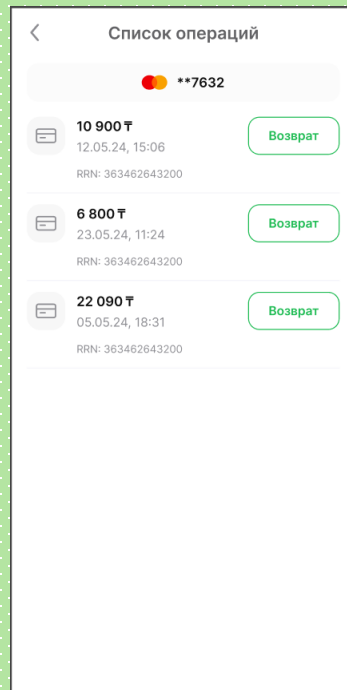 Список операций
**7632
10 900 ₸
12.05.24, 15:06
RRN: 363462643200
Возврат
6 800 ₸
23.05.24, 11:24
RRN: 363462643200
Возврат
22 090 ₸
05.05.24, 18:31
RRN: 363462643200
Возврат